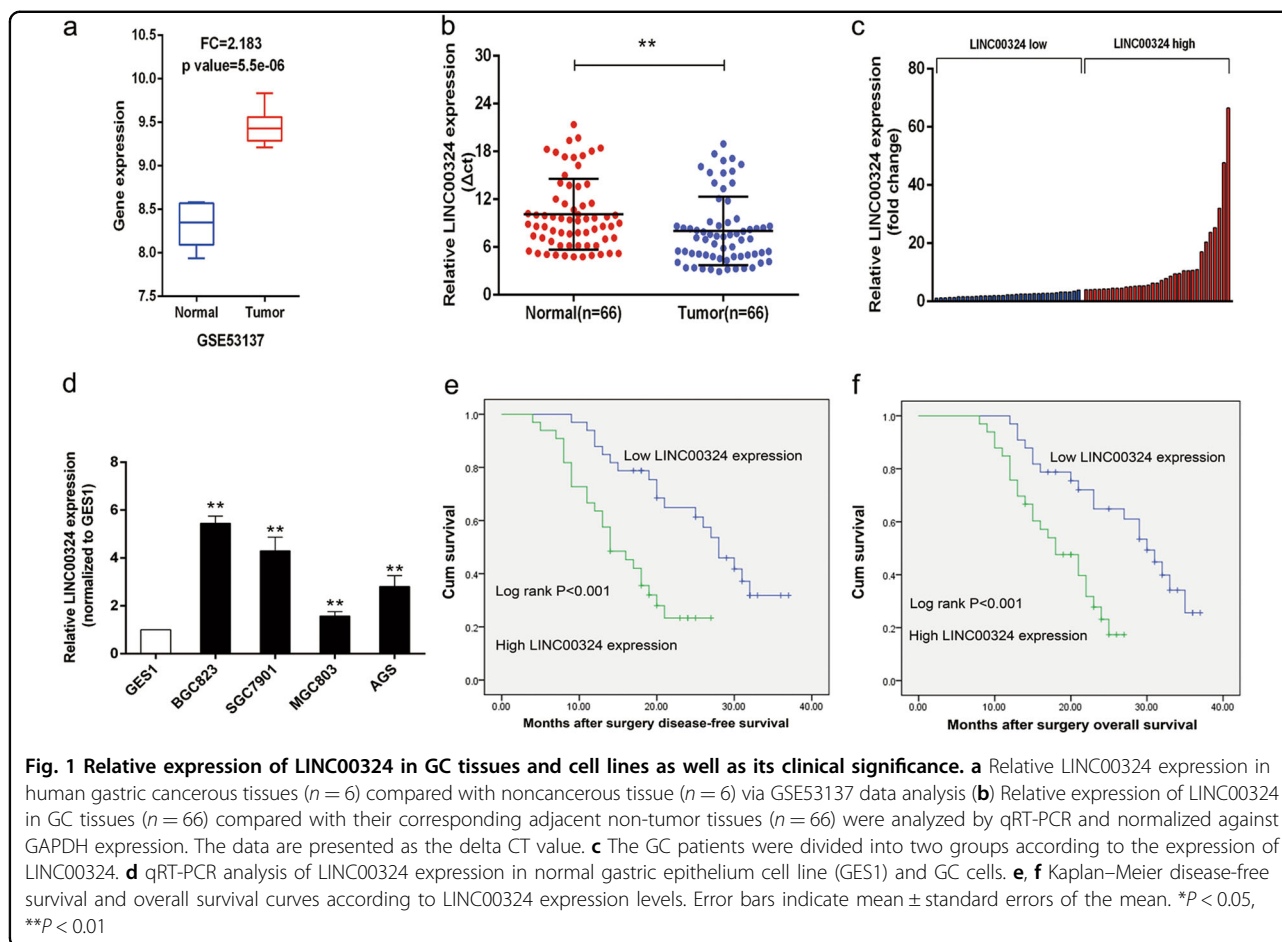 a
FC=2.183
p value=5.5e-06
Gene expression
10.5
10.0
9.5
9.0
8.5
8.0
7.5
Normal
Tumor
GSE53137
b
**
Relative LINC00324 expression
(Δct)
30
24
18
12
6
0
Normal(n=66)
Tumor(n=66)
c
LINC00324 low
LINC00324 high
Relative LINC00324 expression
(fold change)
80
60
40
20
0
d
Relative LINC00324 expression
(normalized to GES1)
8
6
4
2
0
**
**
**
**
GES1
BGC823
SGC7901
MGC803
AGS
e
Cum survival
1.0
0.8
0.6
0.4
0.2
0.0
Low LINC00324 expression
Log rank P<0.001
High LINC00324 expression
0.00
10.00
20.00
30.00
40.00
Months after surgery disease-free survival
f
Cum survival
1.0
0.8
0.6
0.4
0.2
0.0
Low LINC00324 expression
Log rank P<0.001
High LINC00324 expression
0.00
10.00
20.00
30.00
40.00
Months after surgery overall survival
Fig. 1 Relative expression of LINC00324 in GC tissues and cell lines as well as its clinical significance. a Relative LINC00324 expression in
human gastric cancerous tissues (n = 6) compared with noncancerous tissue (n = 6) via GSE53137 data analysis (b) Relative expression of LINC00324
in GC tissues (n = 66) compared with their corresponding adjacent non-tumor tissues (n = 66) were analyzed by qRT-PCR and normalized against
GAPDH expression. The data are presented as the delta CT value. c The GC patients were divided into two groups according to the expression of
LINC00324. d qRT-PCR analysis of LINC00324 expression in normal gastric epithelium cell line (GES1) and GC cells. e, f Kaplan–Meier disease-free
survival and overall survival curves according to LINC00324 expression levels. Error bars indicate mean ± standard errors of the mean. *P < 0.05,
**P < 0.01